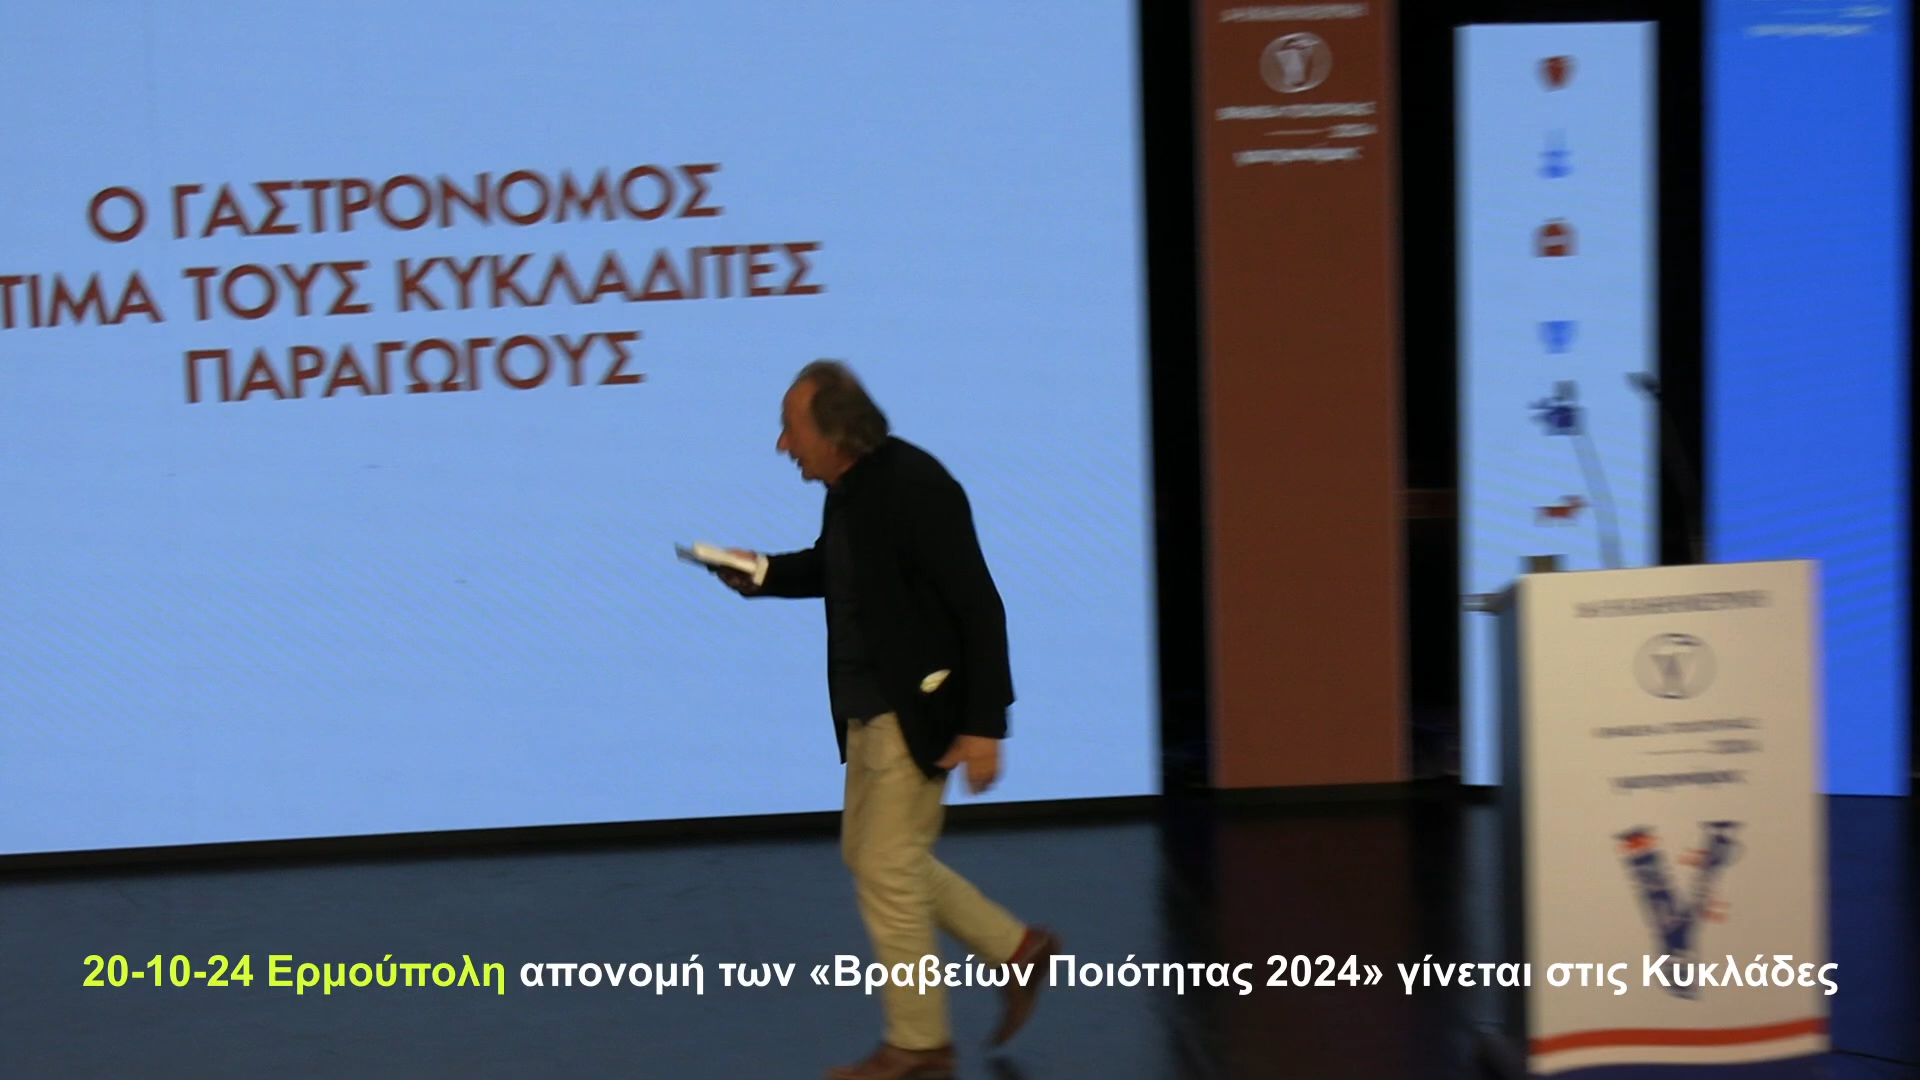 Ο ΓΑΣΤΡΟΝΟΜΟΣ
ΤΙΜΑ ΤΟΥΣ ΚΥΚΛΑΔΙΤΕΣ
ΠΑΡΑΓΩΓΟΥΣ
20-10-24 Ερμούπολη απονομή των «Βραβείων Ποιότητας 2024» γίνεται στις Κυκλάδες